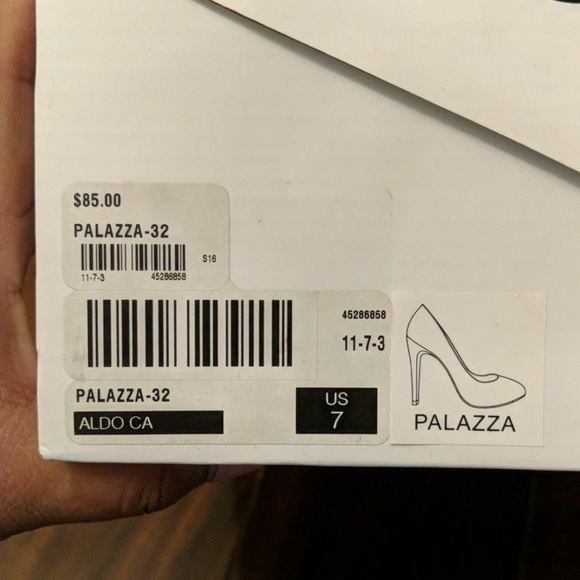 $85.00
PALAZZA-32
S16
11-7-3 45286858
45286858
11-7-3
PALAZZA-32
ALDO CA
US
7
PALAZZA